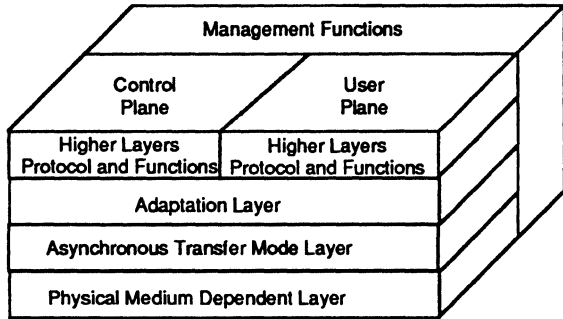 Management Functions
Control
Plane
User
Plane
Higher Layers
Protocol and Functions
Higher Layers
Protocol and Functions
Adaptation Layer
Asynchronous Transfer Mode Layer
Physical Medium Dependent Layer